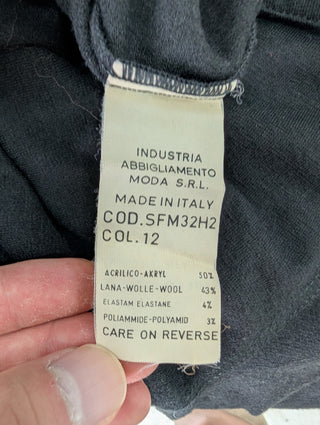 INDUSTRIA
ABBIGLIAMENTO
MODA S.R.L.
MADE IN ITALY
COD.SFM32H2
COL.12
ACRILICO-AKRYL 50%
LANA-WOLLE-WOOL 43%
ELASTAM ELASTANE 4%
POLIAMMIDE-POLYAMID 3%
CARE ON REVERSE